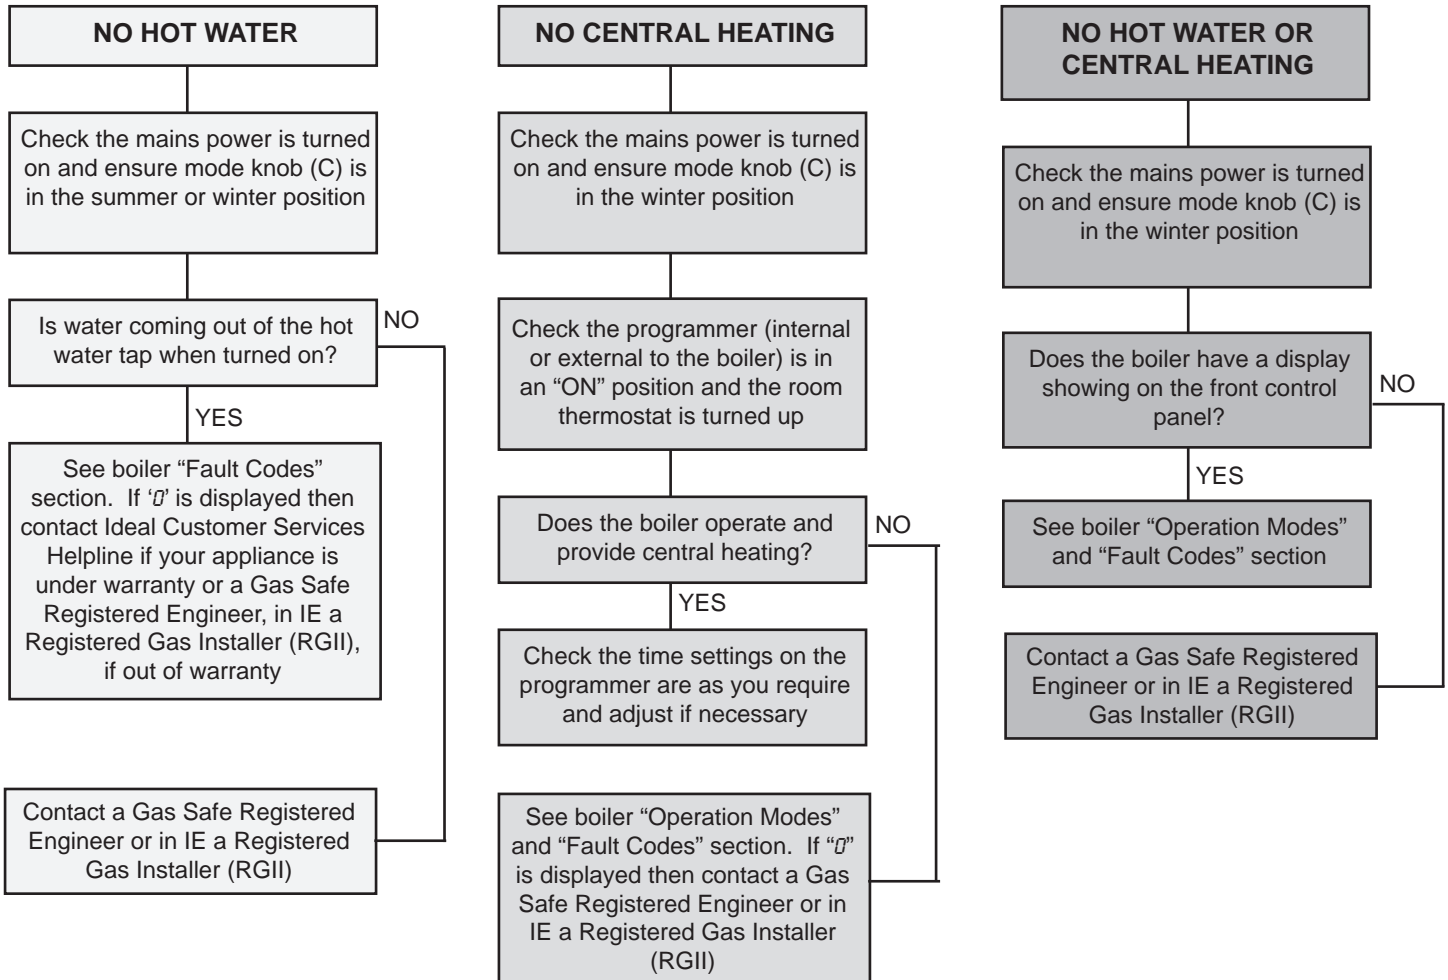 NO HOT WATER
Check the mains power is turned
on and ensure mode knob (C) is
in the summer or winter position
Is water coming out of the hot
water tap when turned on?
NO
YES
See boiler “Fault Codes”
section. If ‘0’ is displayed then
contact Ideal Customer Services
Helpline if your appliance is
under warranty or a Gas Safe
Registered Engineer, in IE a
Registered Gas Installer (RGII),
if out of warranty
Contact a Gas Safe Registered
Engineer or in IE a Registered
Gas Installer (RGII)
NO CENTRAL HEATING
Check the mains power is turned
on and ensure mode knob (C) is
in the winter position
Check the programmer (internal
or external to the boiler) is in
an “ON” position and the room
thermostat is turned up
Does the boiler operate and
provide central heating?
NO
YES
Check the time settings on the
programmer are as you require
and adjust if necessary
See boiler “Operation Modes”
and “Fault Codes” section. If “0”
is displayed then contact a Gas
Safe Registered Engineer or in
IE a Registered Gas Installer
(RGII)
NO HOT WATER OR
CENTRAL HEATING
Check the mains power is turned
on and ensure mode knob (C) is
in the winter position
Does the boiler have a display
showing on the front control
panel?
NO
YES
See boiler “Operation Modes”
and “Fault Codes” section
Contact a Gas Safe Registered
Engineer or in IE a Registered
Gas Installer (RGII)